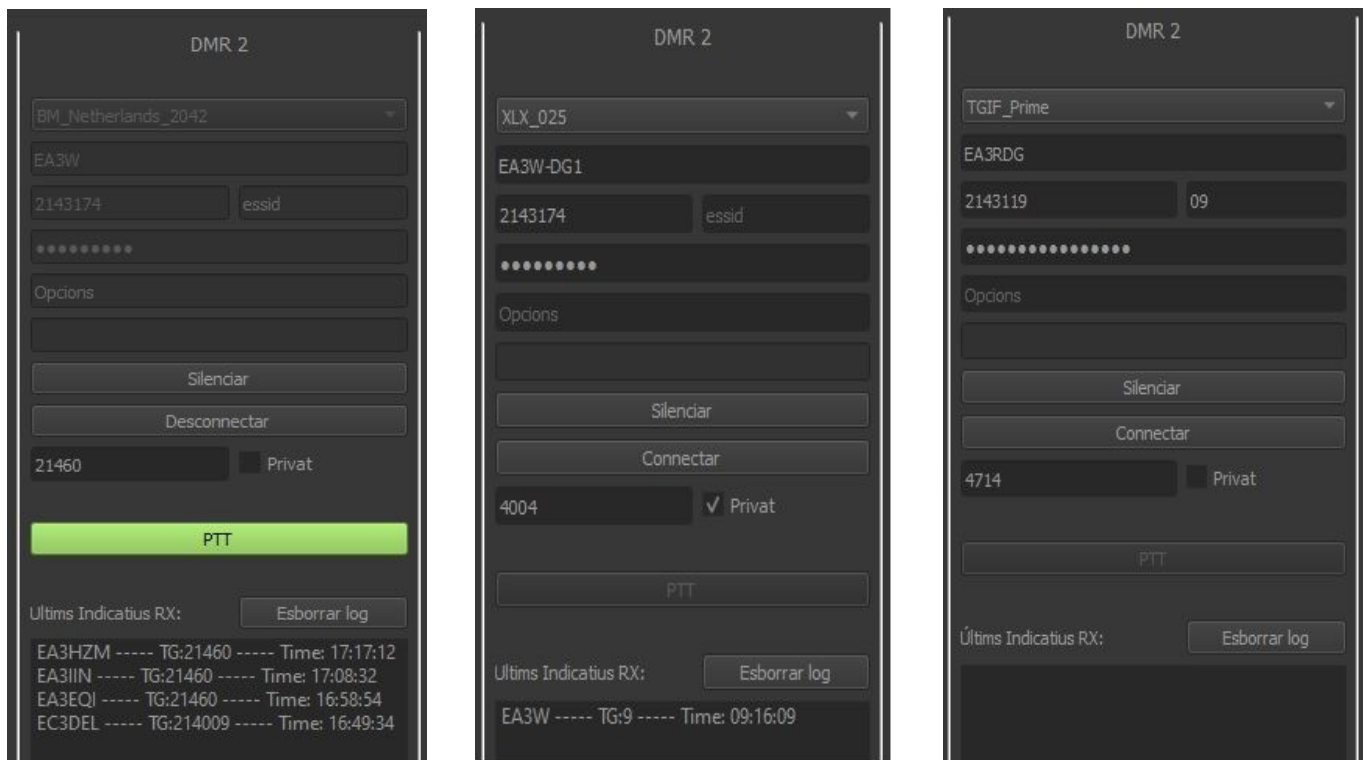 DMR 2
BM_Netherlands_2042
EA3W
2143174 essid
•••••••••
Opcions
Silenciar
Desconnectar
21460 Privat
PTT
Ultims Indicatius RX: Esborrar log
EA3HZM ----- TG:21460 ----- Time: 17:17:12
EA3IIN ----- TG:21460 ----- Time: 17:08:32
EA3EQI ----- TG:21460 ----- Time: 16:58:54
EC3DEL ----- TG:214009 ----- Time: 16:49:34
DMR 2
XLX_025
EA3W-DG1
2143174 essid
•••••••••
Opcions
Silenciar
Connectar
4004 Privat
PTT
Ultims Indicatius RX: Esborrar log
EA3W ----- TG:9 ----- Time: 09:16:09
DMR 2
TGIF_Prime
EA3RDG
2143119 09
••••••••••••••••
Opcions
Silenciar
Connectar
4714 Privat
PTT
Últims Indicatius RX: Esborrar log